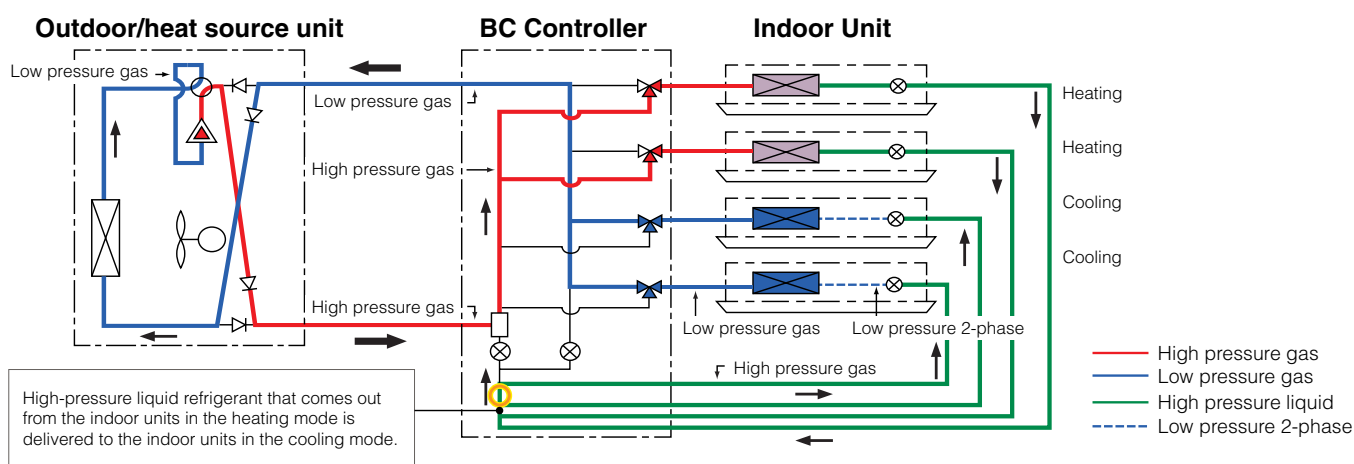 Outdoor/heat source unit
BC Controller
Indoor Unit
Low pressure gas
Low pressure gas
High pressure gas
High pressure gas
Heating
Heating
Cooling
Cooling
Low pressure gas
Low pressure 2-phase
High pressure gas
High-pressure liquid refrigerant that comes out
from the indoor units in the heating mode is
delivered to the indoor units in the cooling mode.
High pressure gas
Low pressure gas
High pressure liquid
Low pressure 2-phase